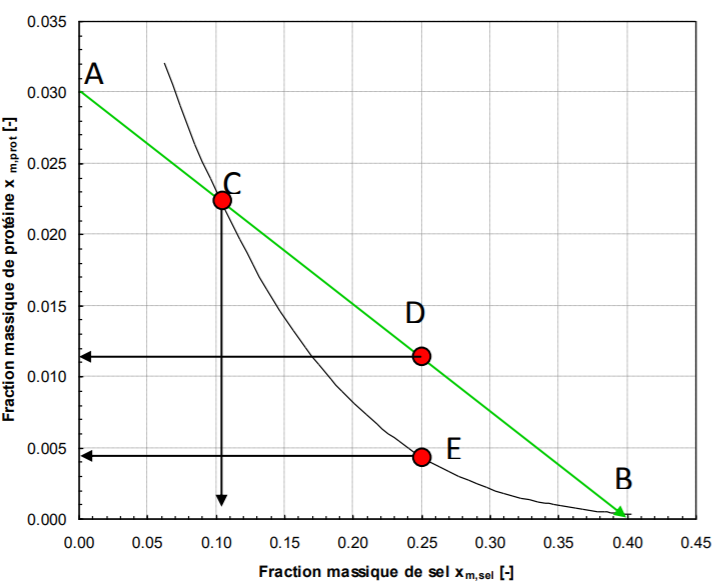 0.035
A
0.030
0.025
C
0.020
0.015
D
0.010
0.005
E
B
0.000
0.00 0.05 0.10 0.15 0.20 0.25 0.30 0.35 0.40 0.45
Fraction massique de protéine x m,prot [-]
Fraction massique de sel xm,sel [-]